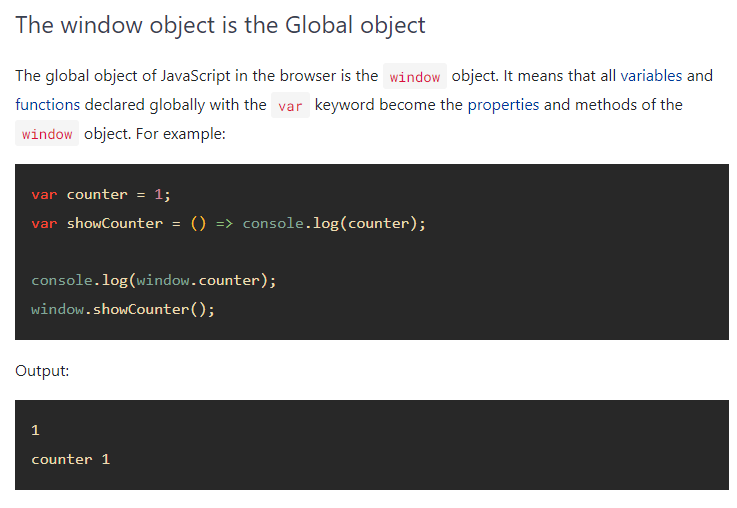 The window object is the Global object
The global object of JavaScript in the browser is the window object. It means that all variables and
functions declared globally with the var keyword become the properties and methods of the
window object. For example:
var counter = 1;
var showCounter = () => console.log(counter);
console.log(window.counter);
window.showCounter();
Output:
1
counter 1